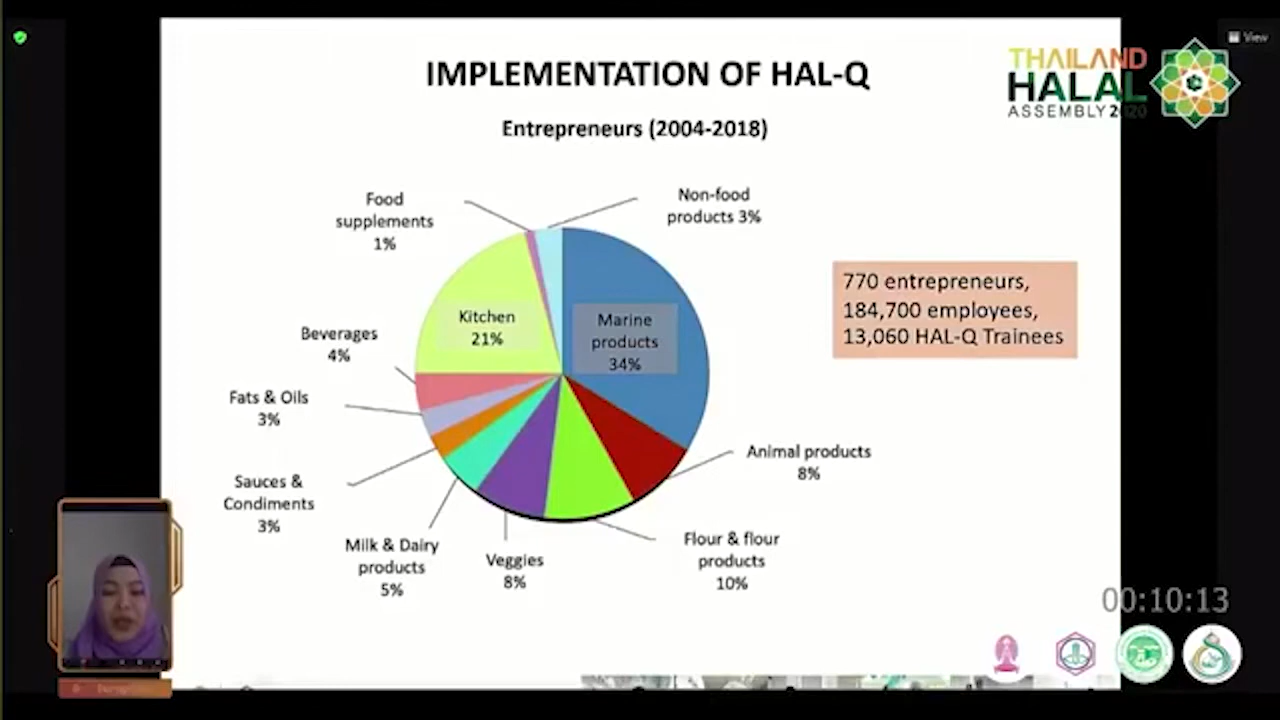 View
THAILAND
HALAL
ASSEMBLY 2020
IMPLEMENTATION OF HAL-Q
Entrepreneurs (2004-2018)
Food
supplements
1%
Non-food
products 3%
Kitchen
21%
Marine
products
34%
770 entrepreneurs,
184,700 employees,
13,060 HAL-Q Trainees
Beverages
4%
Fats & Oils
3%
Animal products
8%
Sauces &
Condiments
3%
Milk & Dairy
products
5%
Veggies
8%
Flour & flour
products
10%
00:10:13